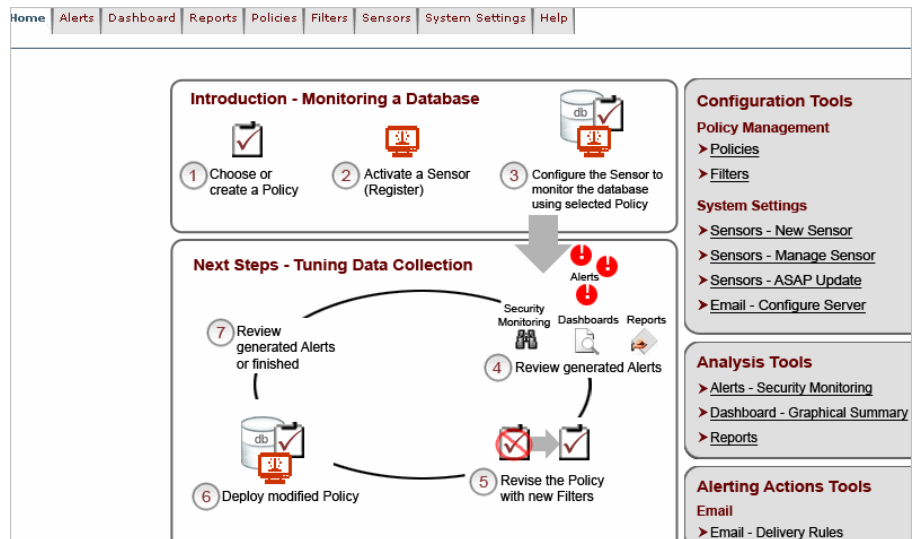 Home Alerts Dashboard Reports Policies Filters Sensors System Settings Help
Introduction - Monitoring a Database
db
1 Choose or
create a Policy
2 Activate a Sensor
(Register)
3 Configure the Sensor to
monitor the database
using selected Policy
Next Steps - Tuning Data Collection
Alerts
Security
Monitoring
Dashboards
Reports
4 Review generated Alerts
5 Revise the Policy
with new Filters
db
6 Deploy modified Policy
7 Review
generated Alerts
or finished
Configuration Tools
Policy Management
Policies
Filters
System Settings
Sensors - New Sensor
Sensors - Manage Sensor
Sensors - ASAP Update
Email - Configure Server
Analysis Tools
Alerts - Security Monitoring
Dashboard - Graphical Summary
Reports
Alerting Actions Tools
Email
Email - Delivery Rules